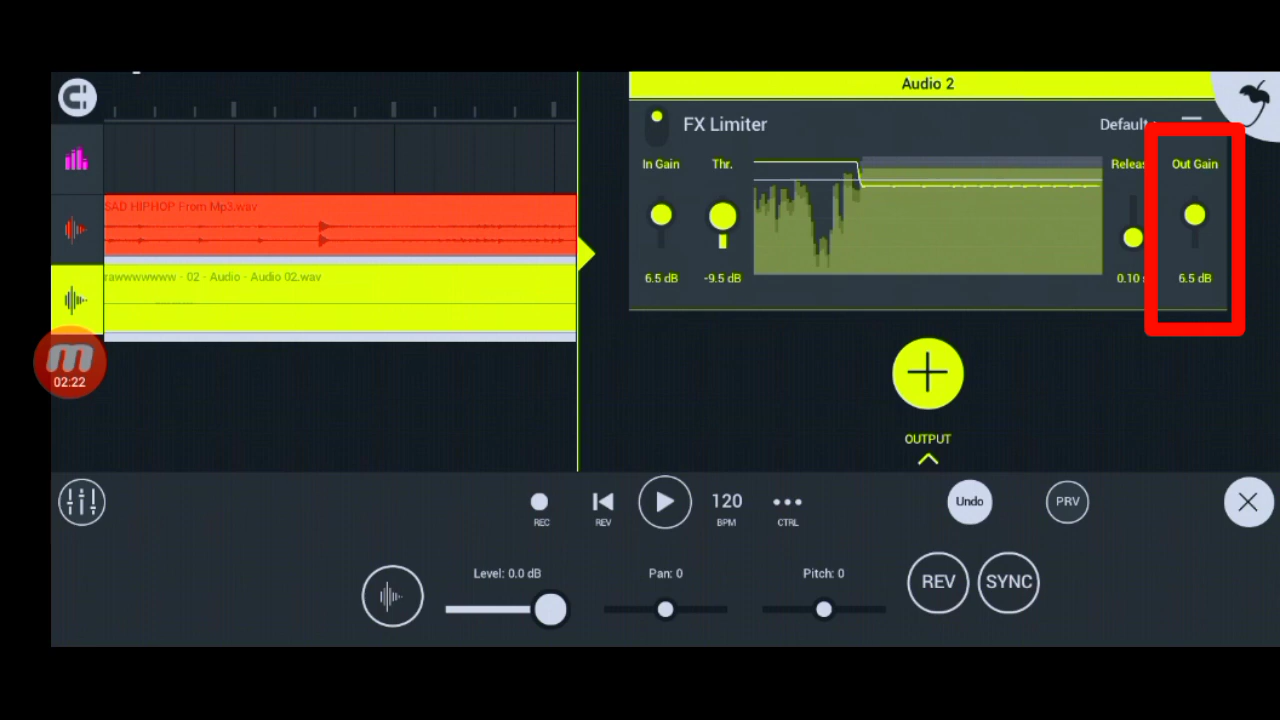 Audio 2
FX Limiter
Default
In Gain
Thr.
Out Gain
6.5 dB
-9.5 dB
0.10
6.5 dB
SAD HIPHOP From Mp3.wav
rawwwwwww - 02 - Audio - Audio 02.wav
m
02:22
OUTPUT
REC
REV
120
BPM
CTRL
Undo
PRV
Level: 0.0 dB
Pan: 0
Pitch: 0
REV
SYNC